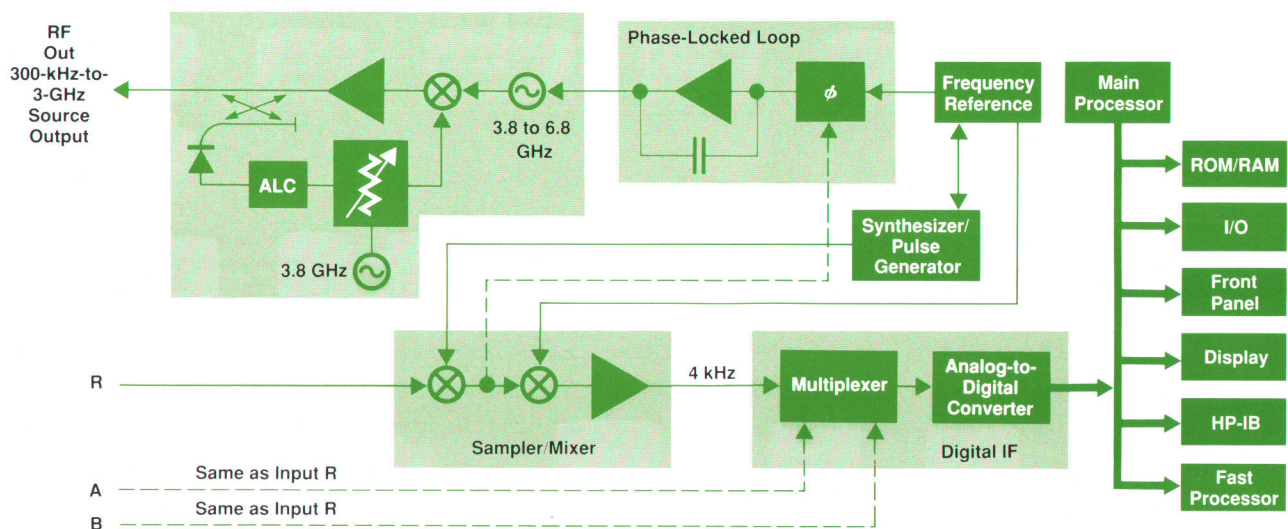 RF
Out
300-kHz-to-
3-GHz
Source
Output
ALC
3.8 GHz
3.8 to 6.8
GHz
Phase-Locked Loop
ϕ
Frequency
Reference
Synthesizer/
Pulse
Generator
Main
Processor
ROM/RAM
I/O
Front
Panel
Display
HP-IB
Fast
Processor
R
Sampler/Mixer
4 kHz
Multiplexer
Analog-to-
Digital
Converter
Digital IF
A
Same as Input R
B
Same as Input R